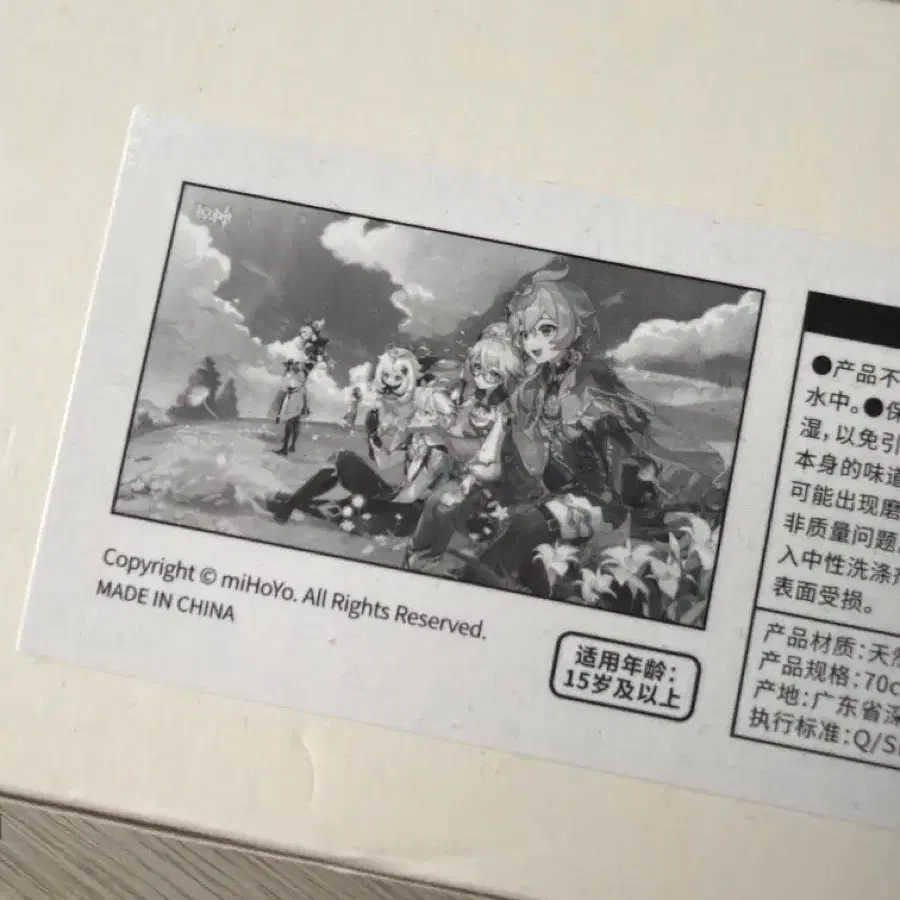 Copyright © miHoYo. All Rights Reserved.
MADE IN CHINA
适用年龄：
15岁及以上
●产品不
水中。●保
湿，以免引
本身的味道
可能出现磨
非质量问题
入中性洗涤
表面受损。
产品材质：天然
产品规格：70c
产地：广东省深
执行标准：Q/S